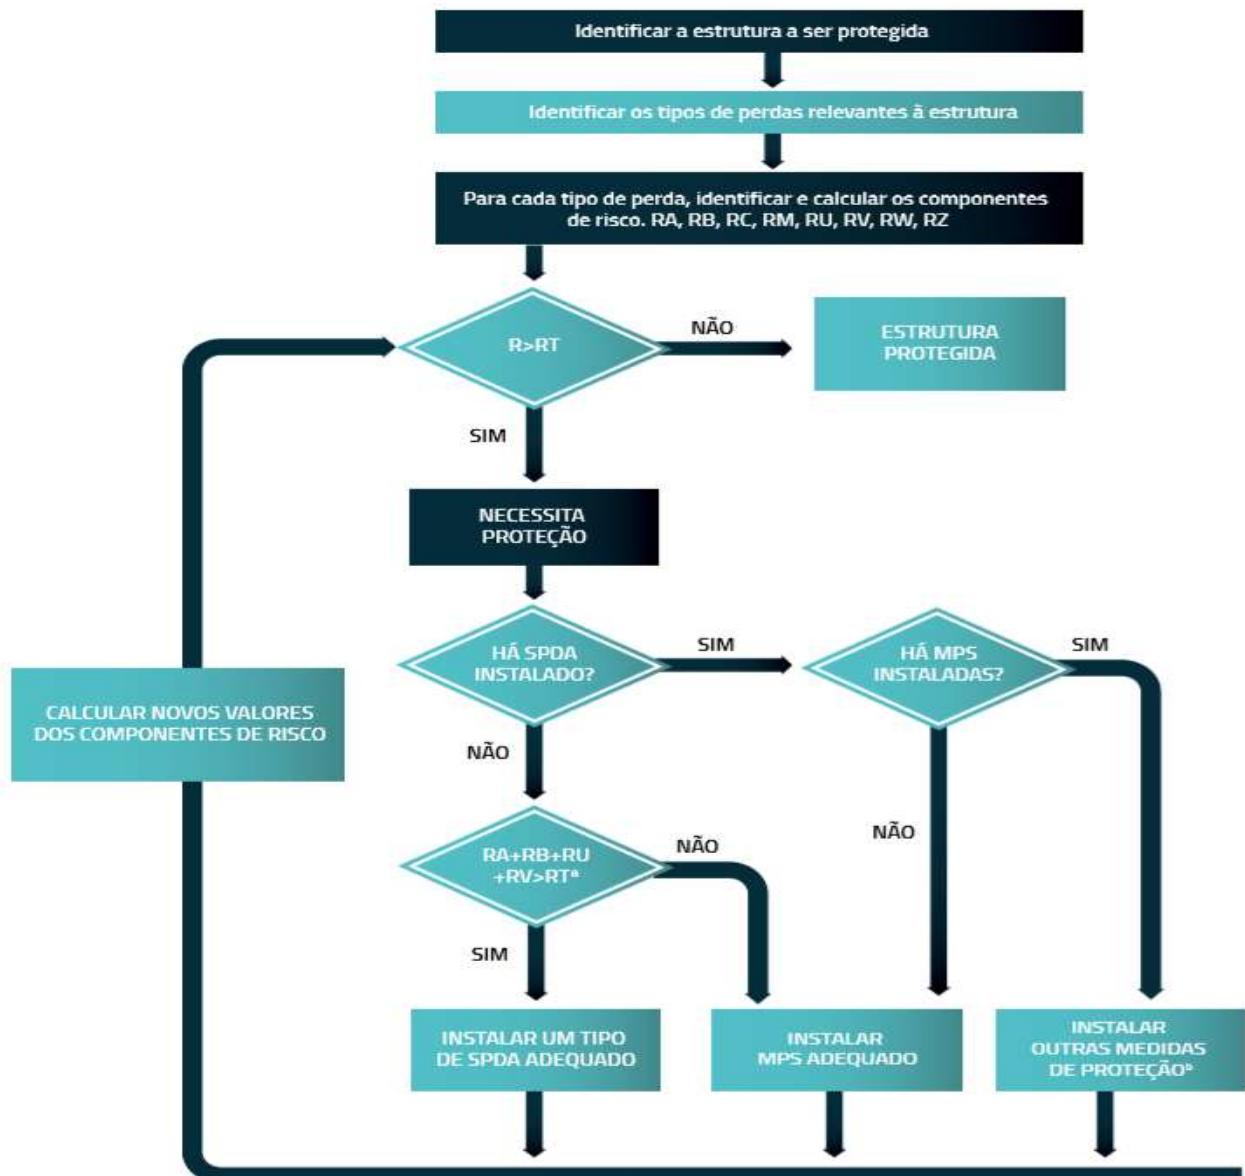 Identificar a estrutura a ser protegida
Identificar os tipos de perdas relevantes à estrutura
Para cada tipo de perda, identificar e calcular os componentes
de risco. RA, RB, RC, RM, RU, RV, RW, RZ
R>RT
NÃO
ESTRUTURA
PROTEGIDA
SIM
NECESSITA
PROTEÇÃO
HÁ SPDA
INSTALADO?
SIM
HÁ MPS
INSTALADAS?
SIM
CALCULAR NOVOS VALORES
DOS COMPONENTES DE RISCO
NÃO
NÃO
RA+RB+RU
+RV>RTª
NÃO
SIM
INSTALAR UM TIPO
DE SPDA ADEQUADO
INSTALAR
MPS ADEQUADO
INSTALAR
OUTRAS MEDIDAS
DE PROTEÇÃOᵇ